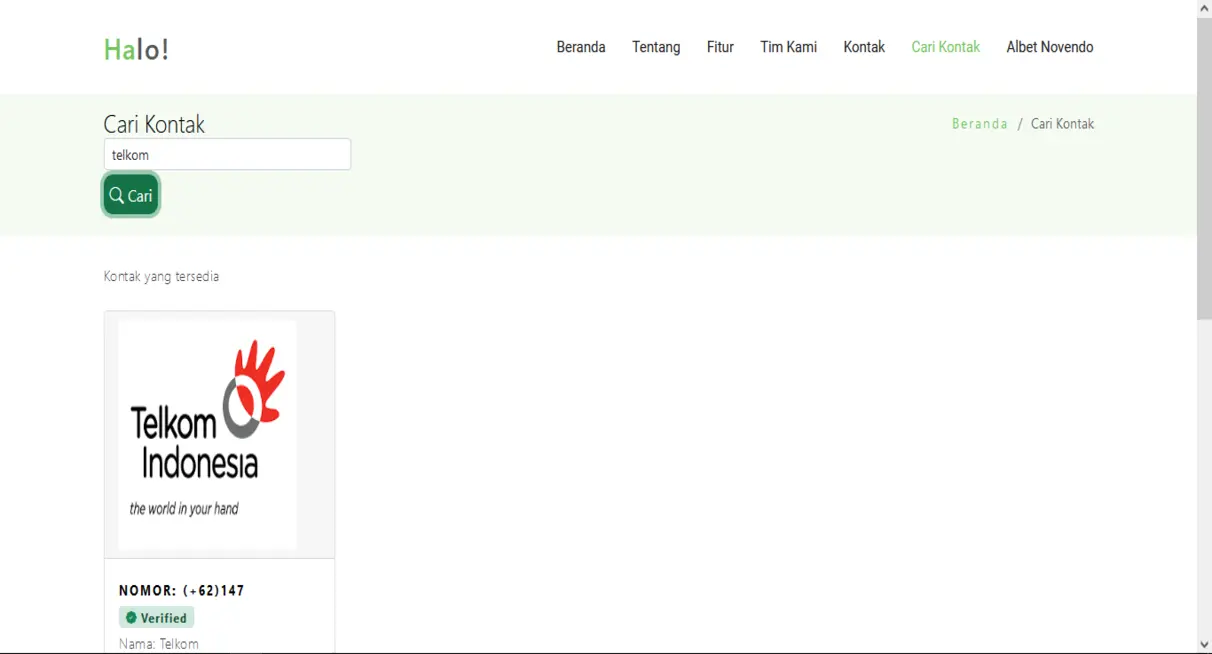 Halo!
Beranda Tentang Fitur Tim Kami Kontak Cari Kontak Albet Novendo
Cari Kontak
Beranda / Cari Kontak
telkom
Cari
Kontak yang tersedia
Telkom
Indonesia
the world in your hand
NOMOR: (+62)147
Verified
Nama: Telkom